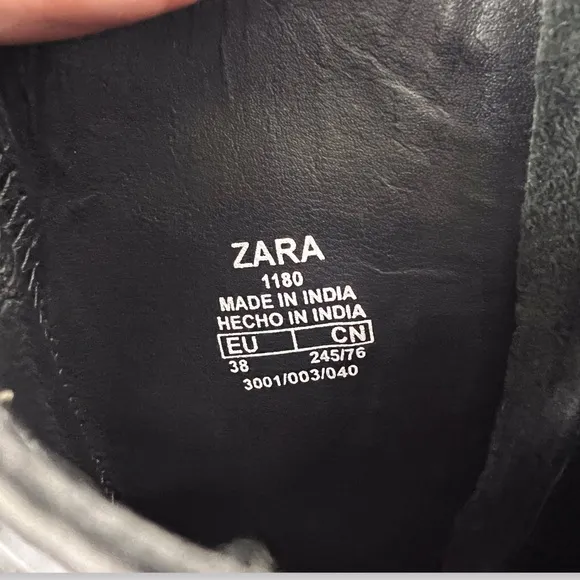 ZARA
1180
MADE IN INDIA
HECHO IN INDIA
EU CN
38 245/76
3001/003/040